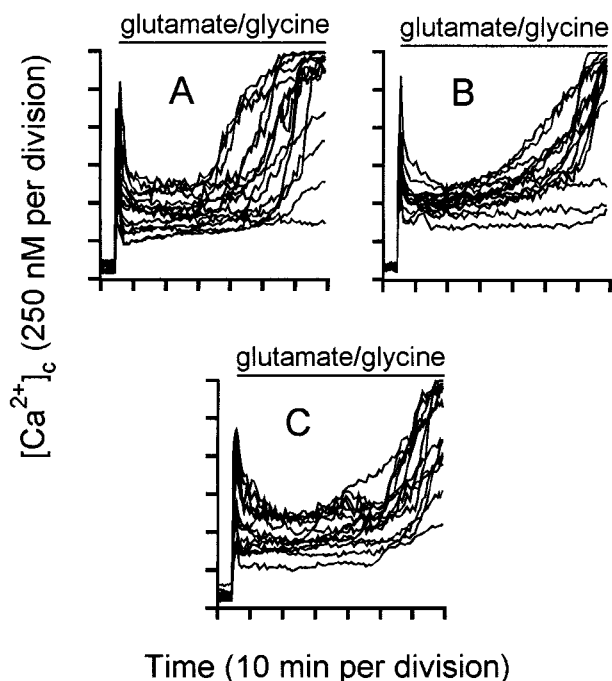 glutamate/glycine
glutamate/glycine
A
B
glutamate/glycine
C
[Ca²⁺]c (250 nM per division)
Time (10 min per division)